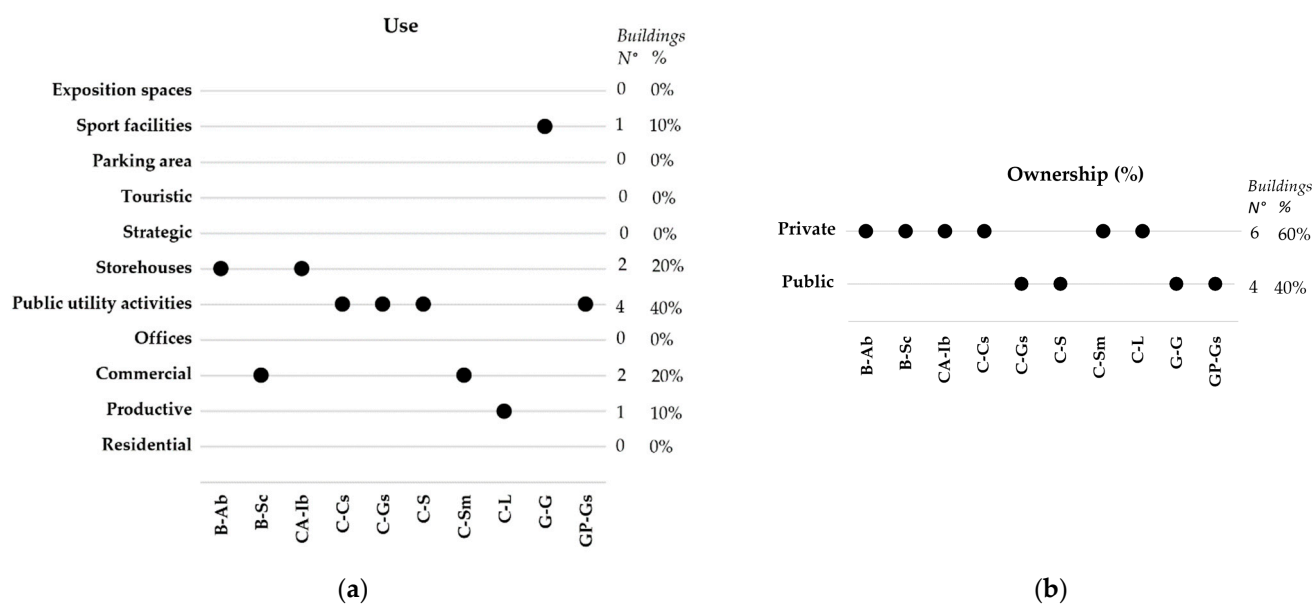 Use
Buildings
N° %
Exposition spaces 0 0%
Sport facilities 1 10%
Parking area 0 0%
Touristic 0 0%
Strategic 0 0%
Storehouses 2 20%
Public utility activities 4 40%
Offices 0 0%
Commercial 2 20%
Productive 1 10%
Residential 0 0%
B-Ab B-Sc CA-Ib C-Cs C-Gs C-S C-Sm C-L G-G GP-Gs
(a)
Ownership (%)
Buildings
N° %
Private 6 60%
Public 4 40%
B-Ab B-Sc CA-Ib C-Cs C-Gs C-S C-Sm C-L G-G GP-Gs
(b)